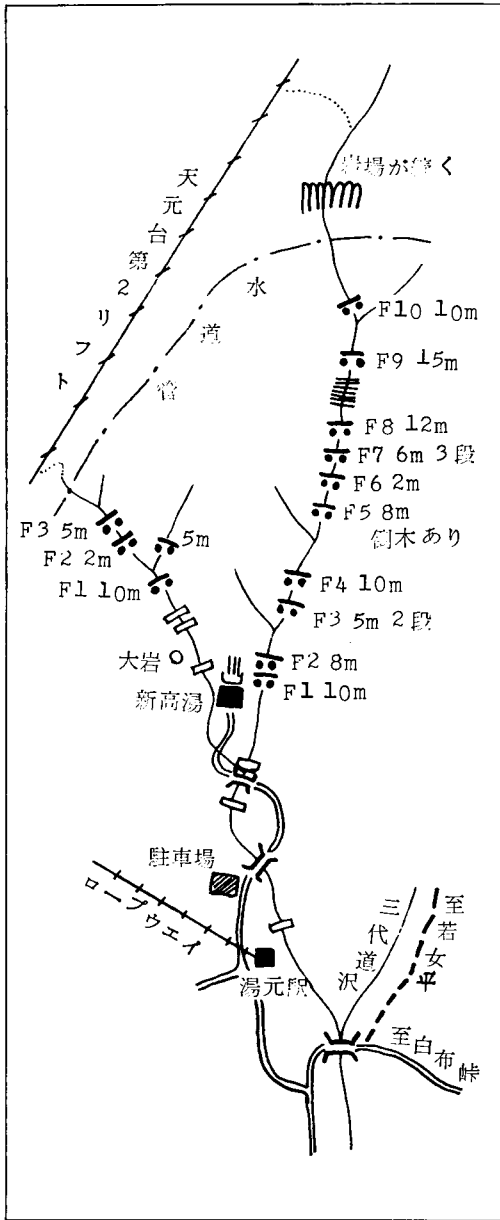 岩場が続く
天元台第2リフト
水道管
F10 10m
F9 15m
F8 12m
F7 6m 3段
F6 2m
F5 8m
倒木あり
F4 10m
F3 5m 2段
F2 8m
F1 10m
F3 5m
F2 2m
5m
F1 10m
大岩
新高湯
駐車場
ロープウエイ
湯元駅
三代道沢
至若女平
至白布峠